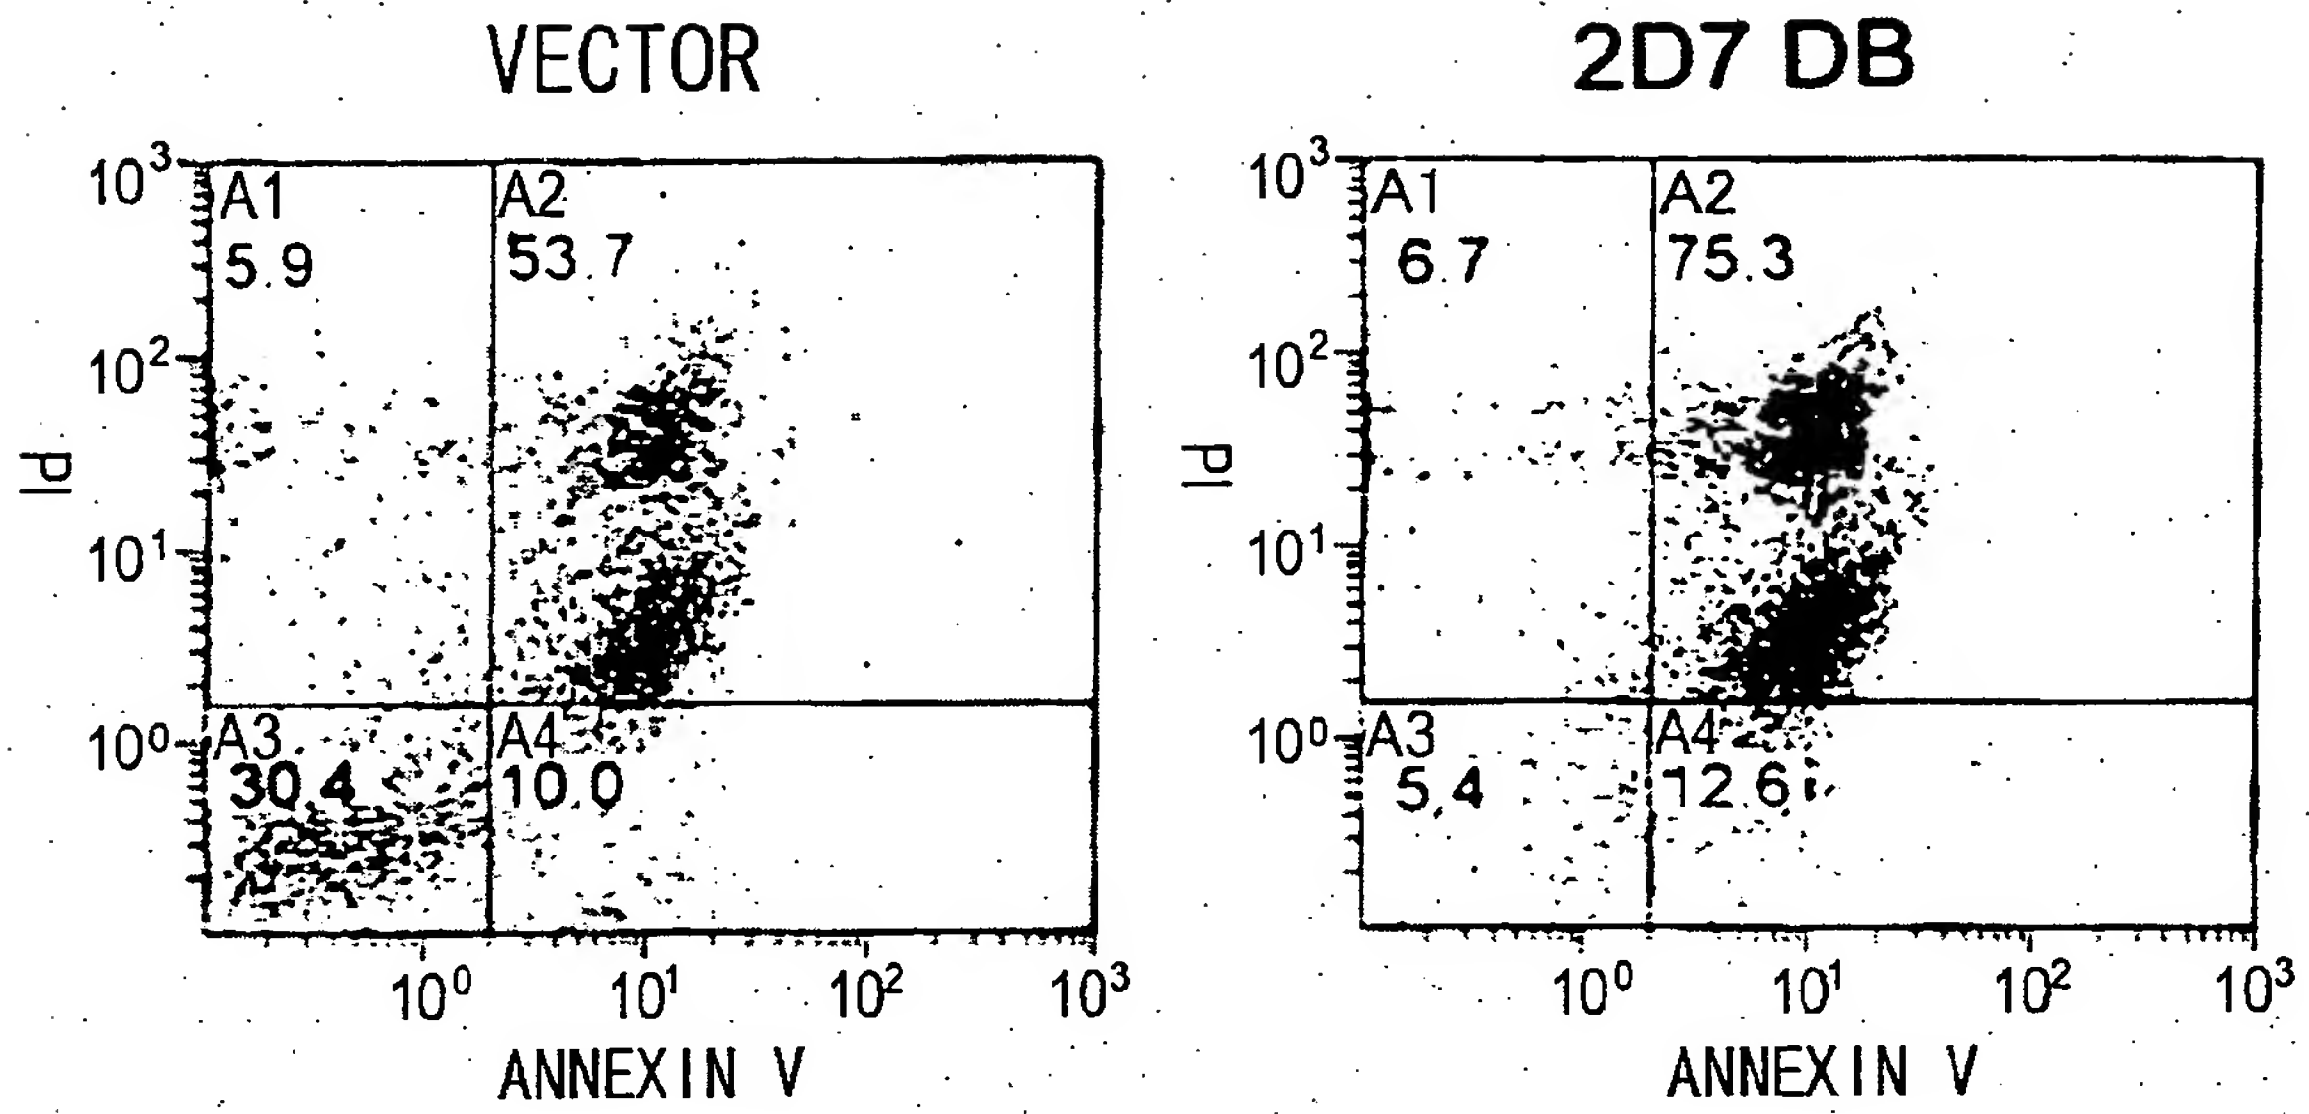 VECTOR
10³
A1
5.9
A2
53.7
10²
PI
10¹
10⁰
A3
30.4
A4
10.0
10⁰ 10¹ 10² 10³
ANNEXIN V
2D7 DB
10³
A1
6.7
A2
75.3
10²
PI
10¹
10⁰
A3
5.4
A4
12.6
10⁰ 10¹ 10² 10³
ANNEXIN V